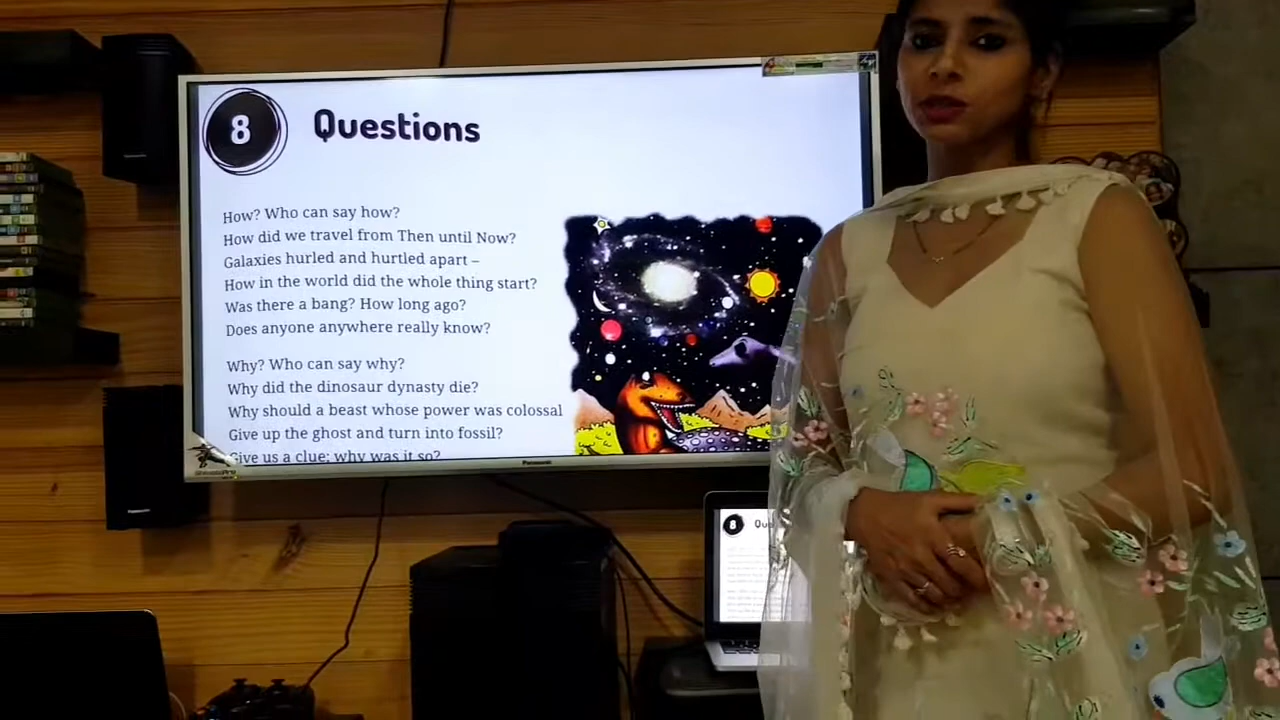 8
Questions
How? Who can say how?
How did we travel from Then until Now?
Galaxies hurled and hurtled apart –
How in the world did the whole thing start?
Was there a bang? How long ago?
Does anyone anywhere really know?
Why? Who can say why?
Why did the dinosaur dynasty die?
Why should a beast whose power was colossal
Give up the ghost and turn into fossil?
Give us a clue: why was it so?
Panasonic
8 Que